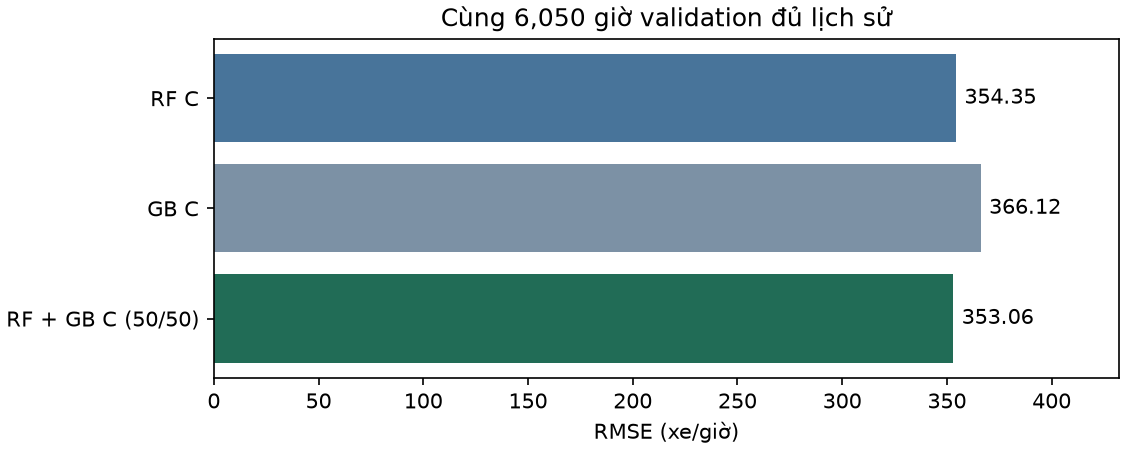 Cùng 6,050 giờ validation đủ lịch sử
RF C
354.35
GB C
366.12
RF + GB C (50/50)
353.06
0 50 100 150 200 250 300 350 400
RMSE (xe/giờ)